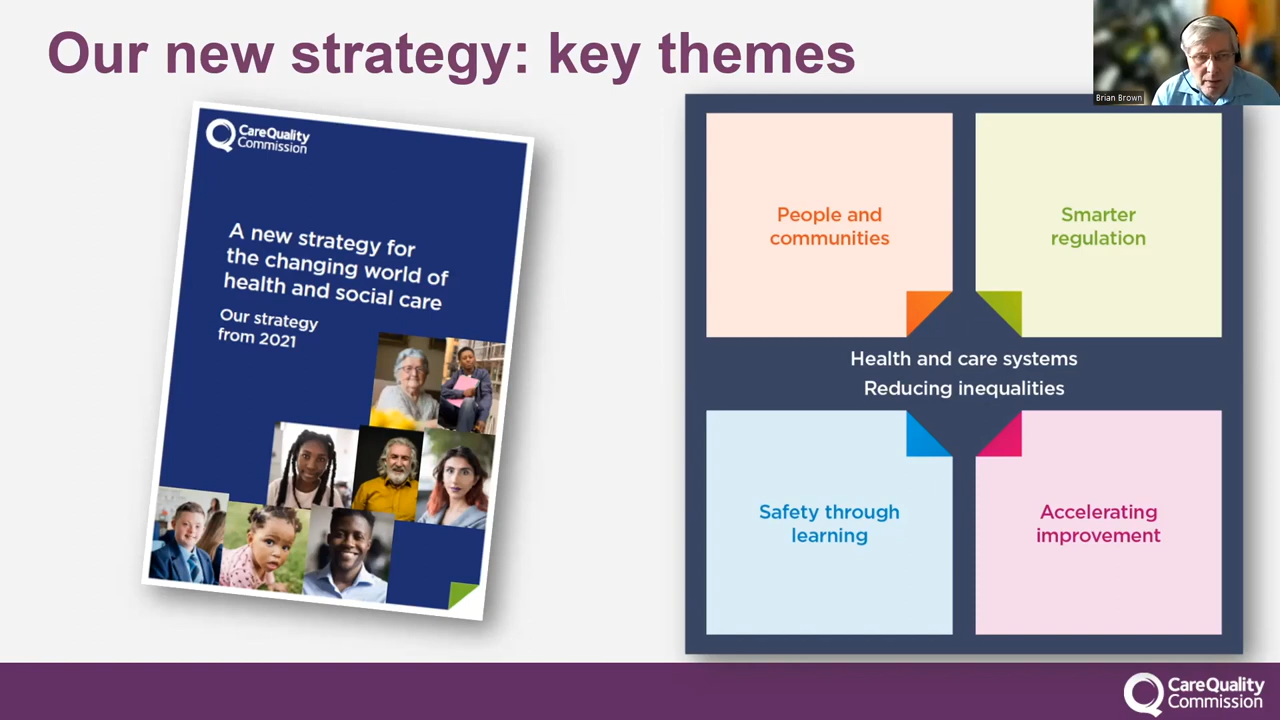 Our new strategy: key themes
Brian Brown
CareQuality
Commission
A new strategy for
the changing world of
health and social care
Our strategy
from 2021
People and
communities
Smarter
regulation
Health and care systems
Reducing inequalities
Safety through
learning
Accelerating
improvement
CareQuality
Commission